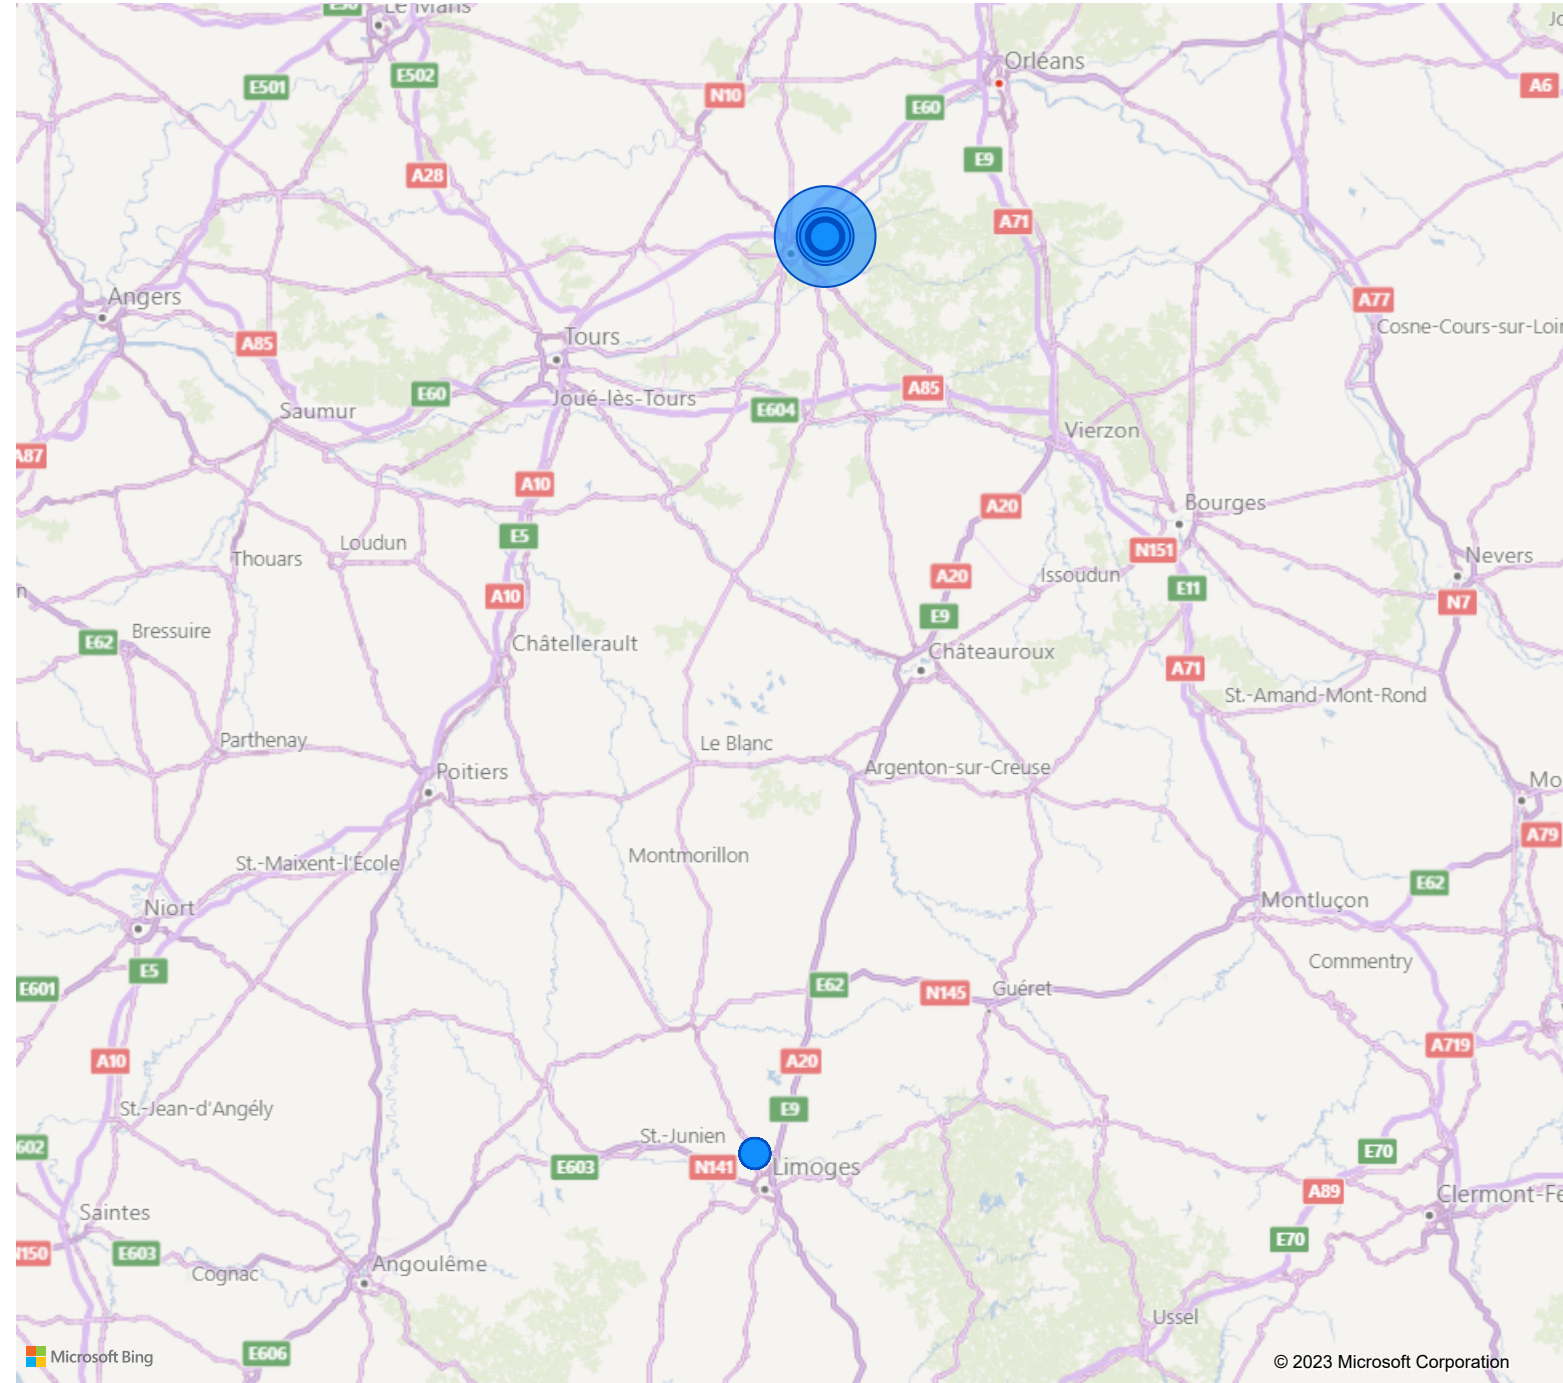 E50
Le Mans
Orléans
E501
E502
N10
E60
A6
E9
A28
A71
Angers
A77
Cosne-Cours-sur-Loir
A85
Tours
E60
Joué-lès-Tours
A85
E604
Saumur
Vierzon
A87
A10
A20
Bourges
E5
Loudun
N151
Thouars
Nevers
A20
Issoudun
E11
A10
N7
E9
Bressuire
E62
Châtellerault
Châteauroux
A71
St.-Amand-Mont-Rond
Parthenay
Le Blanc
Poitiers
Argenton-sur-Creuse
Mo
A79
St.-Maixent-l'École
Montmorillon
E62
Niort
Montluçon
E5
Commentry
E601
E62
N145
Guéret
A10
A20
A719
St.-Jean-d'Angély
E9
602
St.-Junien
E70
E603
N141
Limoges
A89
Clermont-Fe
Saintes
N150
E603
E70
Cognac
Angoulême
Ussel
E606
Microsoft Bing
© 2023 Microsoft Corporation